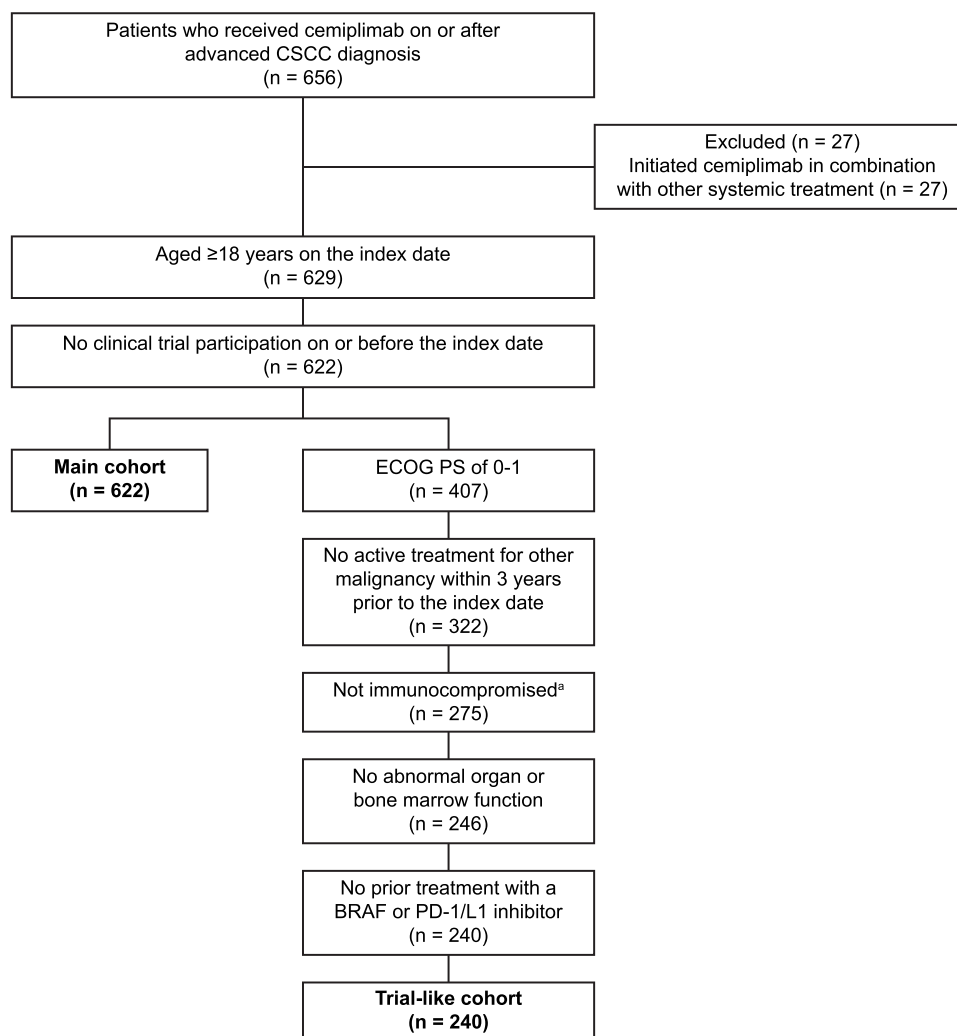 Patients who received cemiplimab on or after
advanced CSCC diagnosis
(n = 656)
Excluded (n = 27)
Initiated cemiplimab in combination
with other systemic treatment (n = 27)
Aged ≥18 years on the index date
(n = 629)
No clinical trial participation on or before the index date
(n = 622)
Main cohort
(n = 622)
ECOG PS of 0-1
(n = 407)
No active treatment for other
malignancy within 3 years
prior to the index date
(n = 322)
Not immunocompromisedᵃ
(n = 275)
No abnormal organ or
bone marrow function
(n = 246)
No prior treatment with a
BRAF or PD-1/L1 inhibitor
(n = 240)
Trial-like cohort
(n = 240)